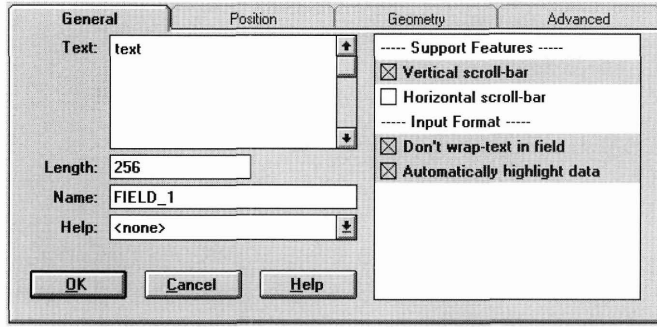 General Position Geometry Advanced
Text: text
Length: 256
Name: FIELD_1
Help: <none>
OK Cancel Help
----- Support Features -----
Vertical scroll-bar
Horizontal scroll-bar
----- Input Format -----
Don't wrap-text in field
Automatically highlight data